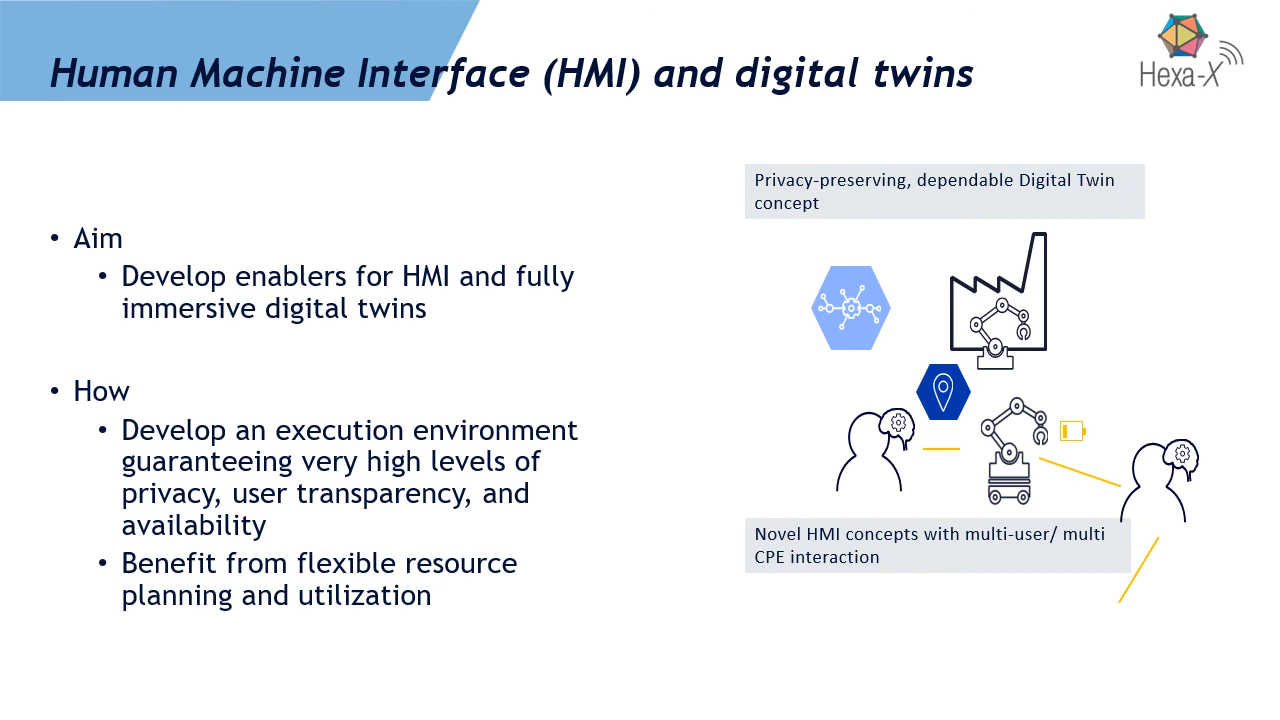 Human Machine Interface (HMI) and digital twins
Hexa-X
• Aim
• Develop enablers for HMI and fully
immersive digital twins
• How
• Develop an execution environment
guaranteeing very high levels of
privacy, user transparency, and
availability
• Benefit from flexible resource
planning and utilization
Privacy-preserving, dependable Digital Twin
concept
Novel HMI concepts with multi-user/ multi
CPE interaction